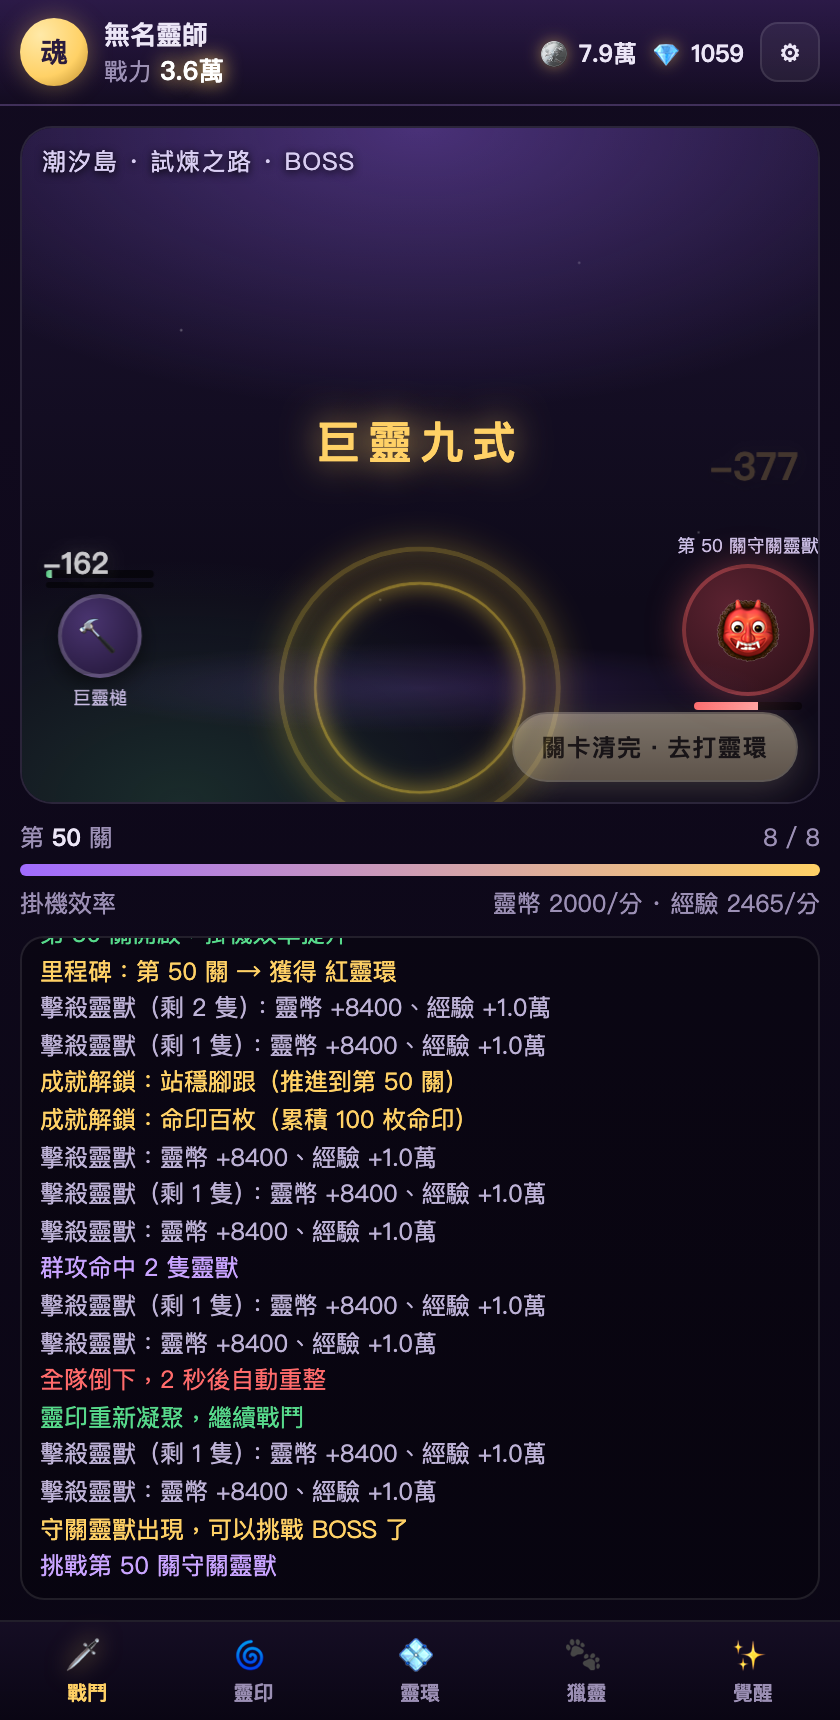 魂
無名靈師
戰力 3.6萬
7.9萬
1059
潮汐島 · 試煉之路 · BOSS
巨靈九式
-377
-162
第 50 關守關靈獸
巨靈槌
關卡清完 · 去打靈環
第 50 關
8 / 8
掛機效率
靈幣 2000/分 · 經驗 2465/分
第 50 關開啟,掛機效率提升
里程碑:第 50 關 → 獲得 紅靈環
擊殺靈獸(剩 2 隻):靈幣 +8400、經驗 +1.0萬
擊殺靈獸(剩 1 隻):靈幣 +8400、經驗 +1.0萬
成就解鎖:站穩腳跟(推進到第 50 關)
成就解鎖:命印百枚(累積 100 枚命印)
擊殺靈獸:靈幣 +8400、經驗 +1.0萬
擊殺靈獸(剩 1 隻):靈幣 +8400、經驗 +1.0萬
擊殺靈獸:靈幣 +8400、經驗 +1.0萬
群攻命中 2 隻靈獸
擊殺靈獸(剩 1 隻):靈幣 +8400、經驗 +1.0萬
擊殺靈獸:靈幣 +8400、經驗 +1.0萬
全隊倒下,2 秒後自動重整
靈印重新凝聚,繼續戰鬥
擊殺靈獸(剩 1 隻):靈幣 +8400、經驗 +1.0萬
擊殺靈獸:靈幣 +8400、經驗 +1.0萬
守關靈獸出現,可以挑戰 BOSS 了
挑戰第 50 關守關靈獸
戰鬥
靈印
靈環
獵靈
覺醒